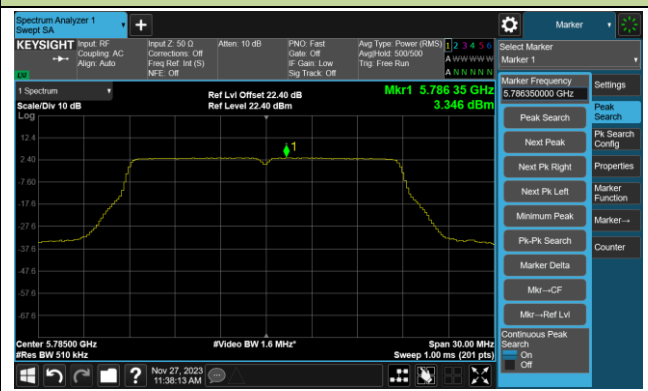 Spectrum Analyzer 1
Swept SA
Marker
KEYSIGHT
Input: RF
Coupling: AC
Align: Auto
Input Z: 50 Ω
Corrections: Off
Freq Ref: Int (S)
NFE: Off
Atten: 10 dB
PNO: Fast
Gate: Off
IF Gain: Low
Sig Track: Off
Avg Type: Power (RMS)
Avg|Hold: 500/500
Trig: Free Run
1 2 3 4 5 6
A W W W W W
A N N N N N
LW
Select Marker
Marker 1
1 Spectrum
Scale/Div 10 dB
Log
Ref Lvl Offset 22.40 dB
Ref Level 22.40 dBm
Mkr1 5.786 35 GHz
3.346 dBm
12.4
2.40
-7.60
-17.6
-27.6
-37.6
-47.6
-57.6
-67.6
1
Center 5.78500 GHz
#Res BW 510 kHz
#Video BW 1.6 MHz*
Span 30.00 MHz
Sweep 1.00 ms (201 pts)
Marker Frequency
5.786350000 GHz
Peak Search
Next Peak
Next Pk Right
Next Pk Left
Minimum Peak
Pk-Pk Search
Marker Delta
Mkr→CF
Mkr→Ref Lvl
Continuous Peak
Search
On
Off
Settings
Peak
Search
Pk Search
Config
Properties
Marker
Function
Marker→
Counter
Nov 27, 2023
11:38:13 AM